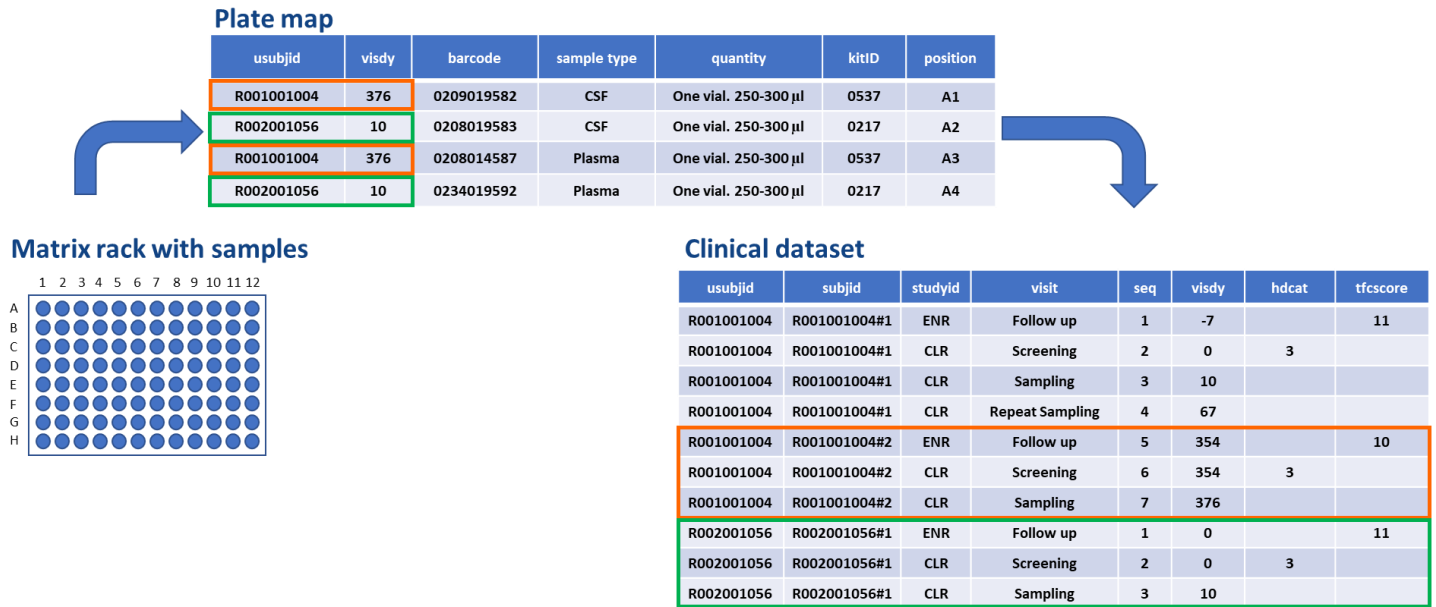 Plate map
usubjid visdy barcode sample type quantity kitID position
R001001004 376 0209019582 CSF One vial. 250-300 µl 0537 A1
R002001056 10 0208019583 CSF One vial. 250-300 µl 0217 A2
R001001004 376 0208014587 Plasma One vial. 250-300 µl 0537 A3
R002001056 10 0234019592 Plasma One vial. 250-300 µl 0217 A4
Matrix rack with samples
1 2 3 4 5 6 7 8 9 10 11 12
A
B
C
D
E
F
G
H
Clinical dataset
usubjid subjid studyid visit seq visdy hdcat tfcscore
R001001004 R001001004#1 ENR Follow up 1 -7 11
R001001004 R001001004#1 CLR Screening 2 0 3
R001001004 R001001004#1 CLR Sampling 3 10
R001001004 R001001004#1 CLR Repeat Sampling 4 67
R001001004 R001001004#2 ENR Follow up 5 354 10
R001001004 R001001004#2 CLR Screening 6 354 3
R001001004 R001001004#2 CLR Sampling 7 376
R002001056 R002001056#1 ENR Follow up 1 0 11
R002001056 R002001056#1 CLR Screening 2 0 3
R002001056 R002001056#1 CLR Sampling 3 10